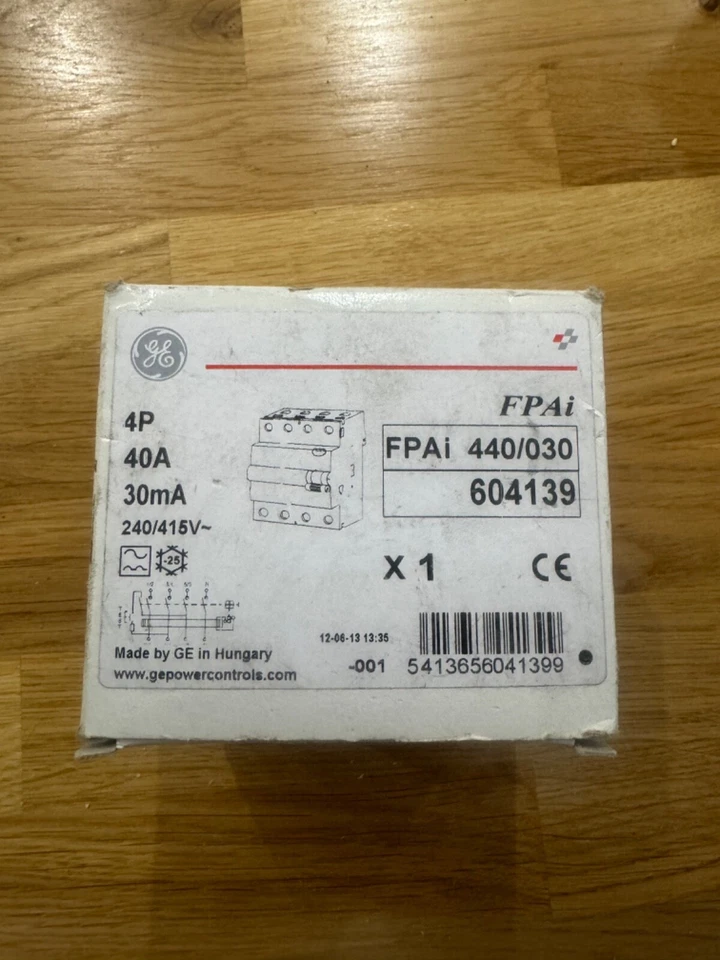 GE
FPAi
4P
40A
30mA
240/415V~
FPAi 440/030
604139
-25
X 1 CE
12-06-13 13:35
-001 5413656041399
Made by GE in Hungary
www.gepowercontrols.com